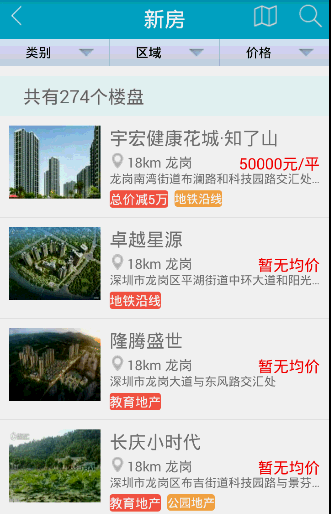 新房
类别 区域 价格
共有274个楼盘
宇宏健康花城·知了山
18km 龙岗 50000元/平
龙岗南湾街道布澜路和科技园路交汇处...
总价减5万 地铁沿线
卓越星源
18km 龙岗 暂无均价
深圳市龙岗区平湖街道中环大道和阳光...
地铁沿线
隆腾盛世
18km 龙岗 暂无均价
深圳市龙岗大道与东风路交汇处
教育地产
长庆小时代
18km 龙岗 暂无均价
深圳市龙岗区布吉街道科技园路与景芬...
教育地产 公园地产